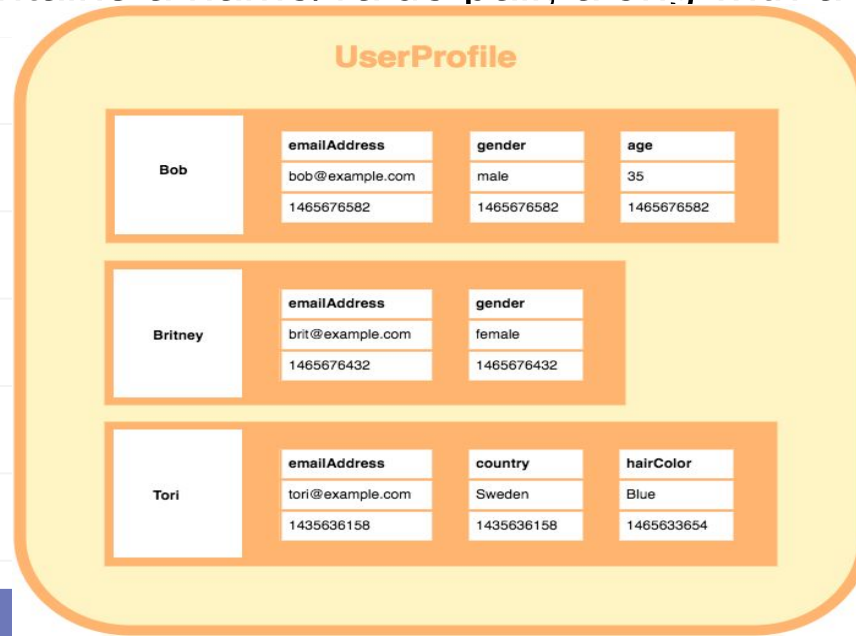 UserProfile
Bob
emailAddress gender age
bob@example.com male 35
1465676582 1465676582 1465676582
Britney
emailAddress gender
brit@example.com female
1465676432 1465676432
Tori
emailAddress country hairColor
tori@example.com Sweden Blue
1435636158 1435636158 1465633654